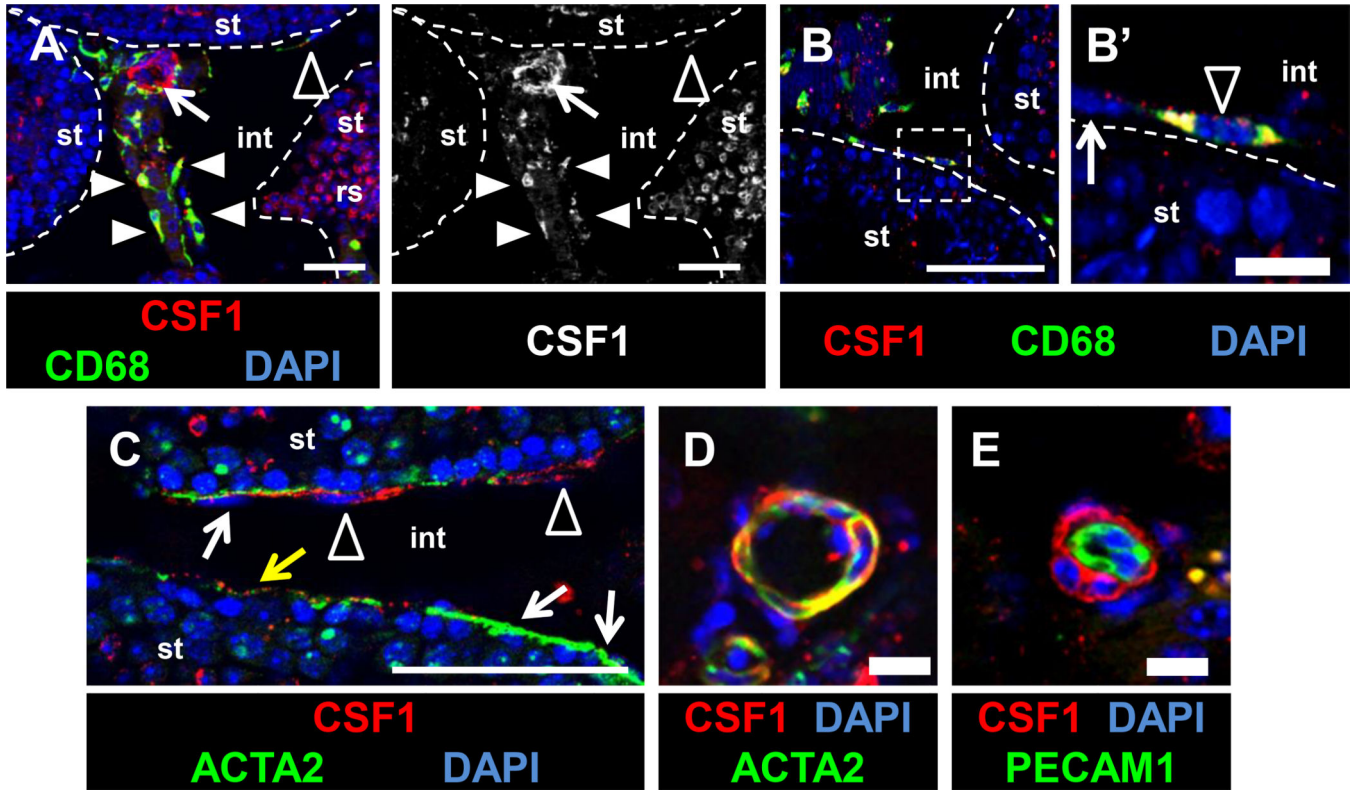 A
st
st
int
st
rs
st
st
int
st
rs
CSF1
CD68 DAPI
CSF1
B
int
st
st
B’
int
st
CSF1 CD68 DAPI
C
st
int
st
CSF1
ACTA2 DAPI
D
CSF1 DAPI
ACTA2
E
CSF1 DAPI
PECAM1